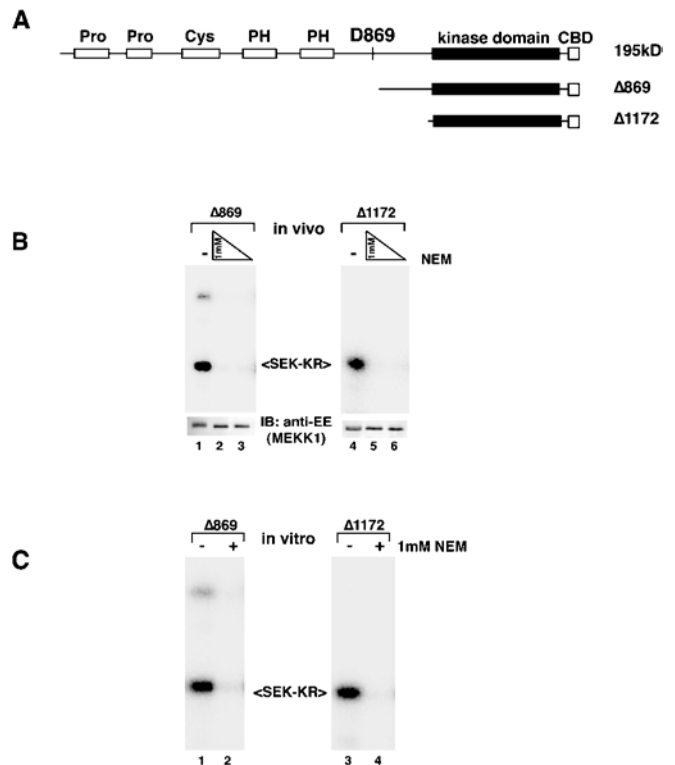 A
Pro Pro Cys PH PH D869 kinase domain CBD
195kD
Δ869
Δ1172
B
Δ869 in vivo Δ1172
- 1mM - 1mM NEM
<SEK-KR>
IB: anti-EE
(MEKK1)
1 2 3 4 5 6
C
Δ869 in vitro Δ1172
- + - + 1mM NEM
<SEK-KR>
1 2 3 4